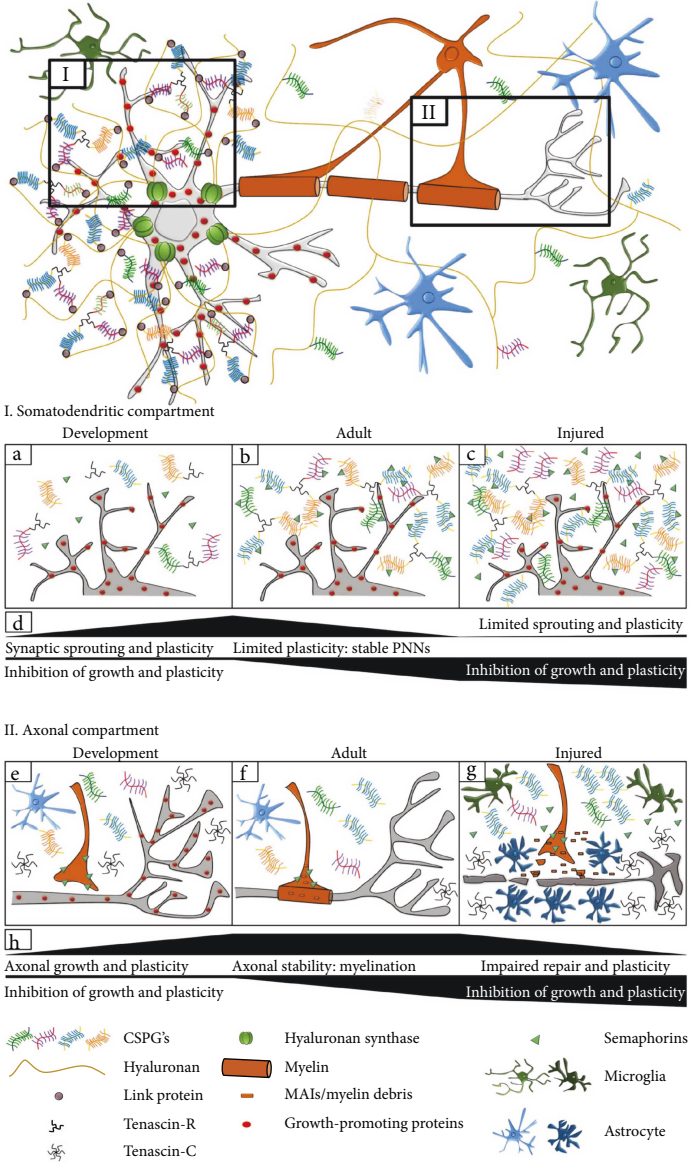 I
II
I. Somatodendritic compartment
Development
Adult
Injured
a
b
c
d
Limited sprouting and plasticity
Synaptic sprouting and plasticity
Limited plasticity: stable PNNs
Inhibition of growth and plasticity
Inhibition of growth and plasticity
II. Axonal compartment
Development
Adult
Injured
e
f
g
h
Axonal growth and plasticity
Axonal stability: myelination
Impaired repair and plasticity
Inhibition of growth and plasticity
Inhibition of growth and plasticity
CSPG's
Hyaluronan synthase
Semaphorins
Hyaluronan
Myelin
Microglia
Link protein
MAIs/myelin debris
Tenascin-R
Growth-promoting proteins
Astrocyte
Tenascin-C